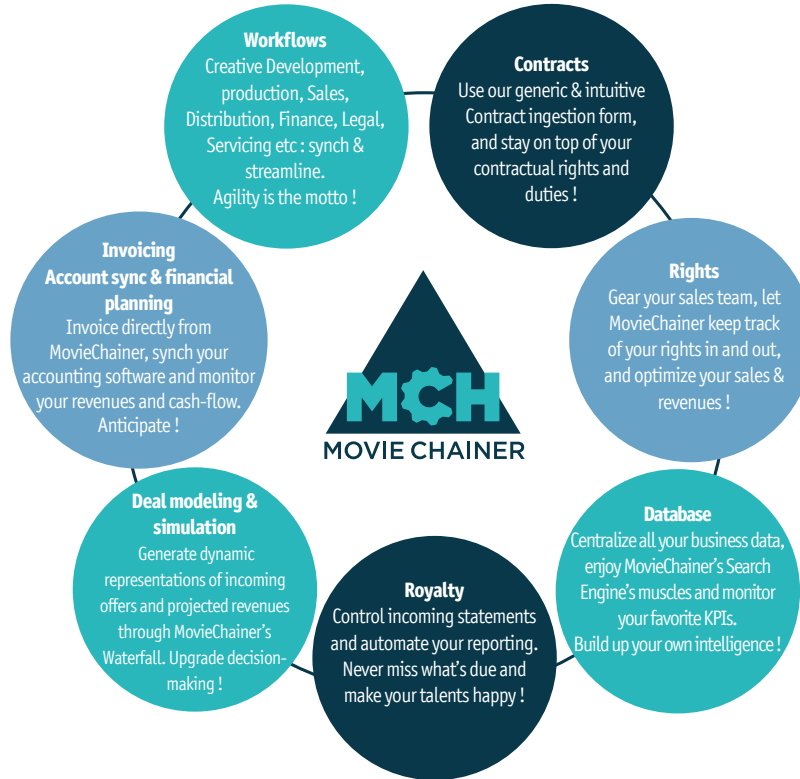 Workflows
Creative Development,
production, Sales,
Distribution, Finance, Legal,
Servicing etc : synch &
streamline.
Agility is the motto !
Contracts
Use our generic & intuitive
Contract ingestion form,
and stay on top of your
contractual rights and
duties !
Rights
Gear your sales team, let
MovieChainer keep track
of your rights in and out,
and optimize your sales &
revenues !
Database
Centralize all your business data,
enjoy MovieChainer's Search
Engine's muscles and monitor
your favorite KPIs.
Build up your own intelligence !
Royalty
Control incoming statements
and automate your reporting.
Never miss what's due and
make your talents happy !
Deal modeling &
simulation
Generate dynamic
representations of incoming
offers and projected revenues
through MovieChainer's
Waterfall. Upgrade decision-
making !
Invoicing
Account sync & financial
planning
Invoice directly from
MovieChainer, synch your
accounting software and monitor
your revenues and cash-flow.
Anticipate !
MCH
MOVIE CHAINER